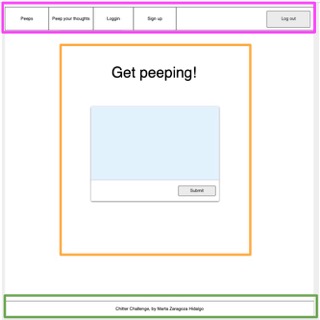 Peeps
Peep your thoughts
Loggin
Sign up
Log out
Get peeping!
Submit
Chitter Challenge, by Marta Zaragoza Hidalgo